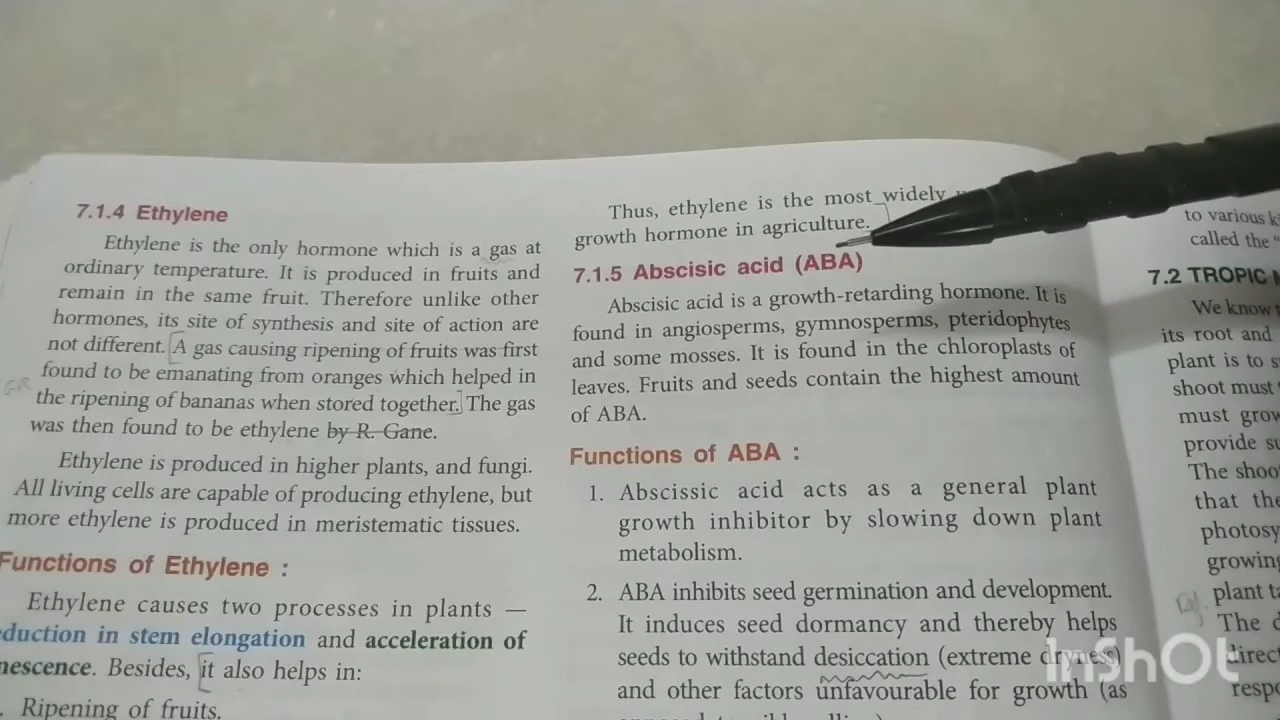 7.1.4 Ethylene
Ethylene is the only hormone which is a gas at
ordinary temperature. It is produced in fruits and
remain in the same fruit. Therefore unlike other
hormones, its site of synthesis and site of action are
not different. A gas causing ripening of fruits was first
found to be emanating from oranges which helped in
the ripening of bananas when stored together. The gas
was then found to be ethylene by R. Gane.
Ethylene is produced in higher plants, and fungi.
All living cells are capable of producing ethylene, but
more ethylene is produced in meristematic tissues.
Functions of Ethylene :
Ethylene causes two processes in plants —
duction in stem elongation and acceleration of
nescence. Besides, it also helps in:
Ripening of fruits.
Thus, ethylene is the most widely
growth hormone in agriculture.
7.1.5 Abscisic acid (ABA)
Abscisic acid is a growth-retarding hormone. It is
found in angiosperms, gymnosperms, pteridophytes
and some mosses. It is found in the chloroplasts of
leaves. Fruits and seeds contain the highest amount
of ABA.
Functions of ABA :
1. Abscissic acid acts as a general plant
growth inhibitor by slowing down plant
metabolism.
2. ABA inhibits seed germination and development.
It induces seed dormancy and thereby helps
seeds to withstand desiccation (extreme dryness)
and other factors unfavourable for growth (as
to various
called the
7.2 TROPIC
We know
its root and
plant is to
shoot must
must grow
provide
The shoo
that the
photosy
growing
plant
The
direct
resp
InShOt